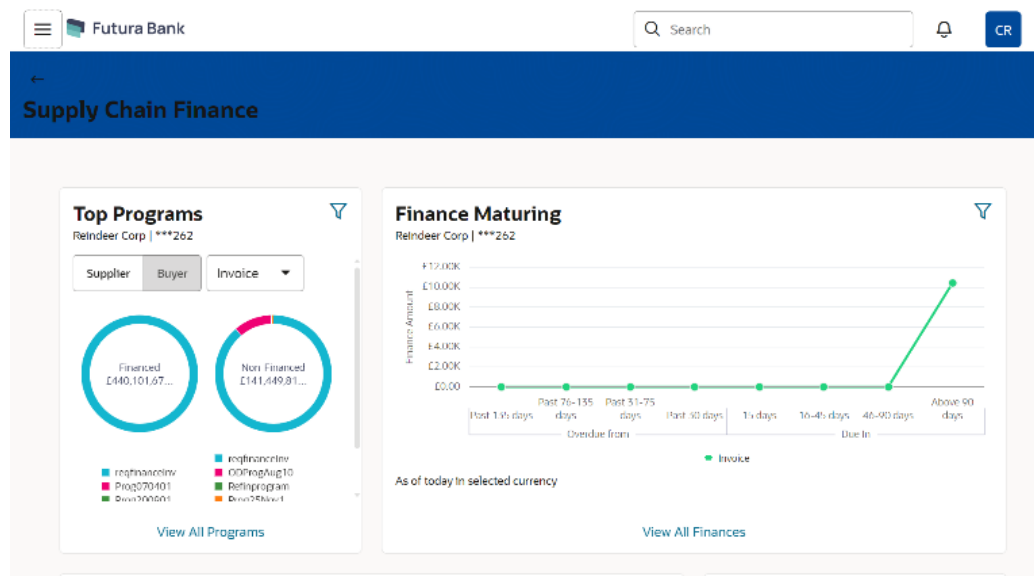 Futura Bank
Search
CR
←
Supply Chain Finance
Top Programs
Reindeer Corp | ***262
Supplier Buyer Invoice
Financed
£440,101,67...
Non Financed
£141,449,81...
reqfinanceInv
Prog070401
Prog200901
reqfinanceInv
ODProgAug10
Refinprogram
Prog25Nov1
View All Programs
Finance Maturing
Reindeer Corp | ***262
Finance Amount
£12.00K
£10.00K
£8.00K
£6.00K
£4.00K
£2.00K
£0.00
Past 135 days
Past 76-135 days
Past 31-75 days
Past 30 days
15 days
16-45 days
46-90 days
Above 90 days
Overdue from
Due In
Invoice
As of today in selected currency
View All Finances